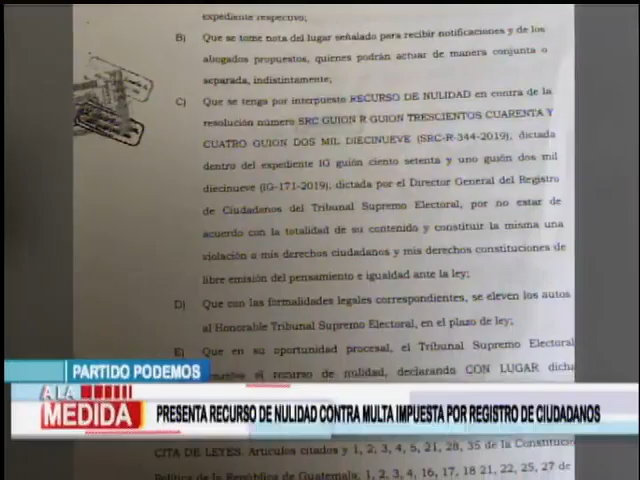 expediente respectivo;
B) Que se tome nota del lugar señalado para recibir notificaciones y de los
abogados propuestos, quienes podrán actuar de manera conjunta o
separada, indistintamente;
C) Que se tenga por interpuesto RECURSO DE NULIDAD en contra de la
resolución número SRC GUION R GUION TRESCIENTOS CUARENTA Y
CUATRO GUION DOS MIL DIECINUEVE (SRC-R-344-2019), dictada
dentro del expediente IG guión ciento setenta y uno guión dos mil
diecinueve (IG-171-2019), dictada por el Director General del Registro
de Ciudadanos del Tribunal Supremo Electoral, por no estar de
acuerdo con la totalidad de su contenido y constituir la misma una
violación a mis derechos ciudadanos y mis derechos constituciones de
libre emisión del pensamiento e igualdad ante la ley;
D) Que con las formalidades legales correspondientes, se eleven los autos
al Honorable Tribunal Supremo Electoral, en el plazo de ley;
E) Que en su oportunidad procesal, el Tribunal Supremo Electoral
el recurso de nulidad, declarando CON LUGAR dicha
PARTIDO PODEMOS
A LA
MEDIDA
PRESENTA RECURSO DE NULIDAD CONTRA MULTA IMPUESTA POR REGISTRO DE CIUDADANOS
CITA DE LEYES. Artículos citados y 1, 2, 3, 4, 5, 21, 28, 35 de la Constitución
Política de la República de Guatemala, 1, 2, 3, 4, 16, 17, 18 21, 22, 25, 27 de